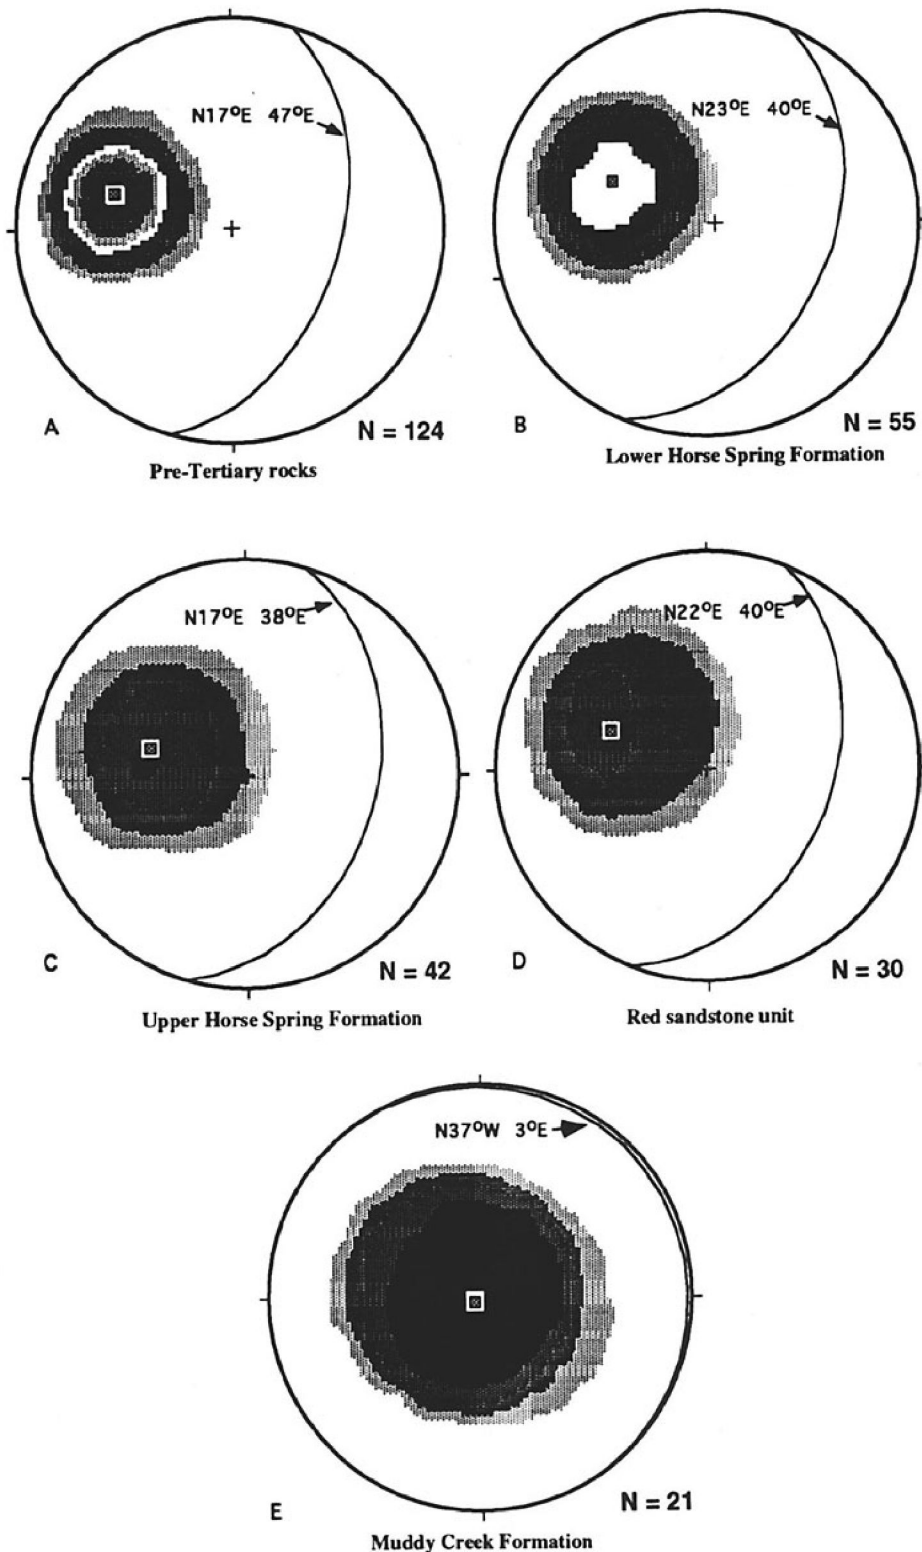 N17°E 47°E
N23°E 40°E
A
N = 124
B
N = 55
Pre-Tertiary rocks
Lower Horse Spring Formation
N17°E 38°E
N22°E 40°E
C
N = 42
D
N = 30
Upper Horse Spring Formation
Red sandstone unit
N37°W 3°E
E
N = 21
Muddy Creek Formation